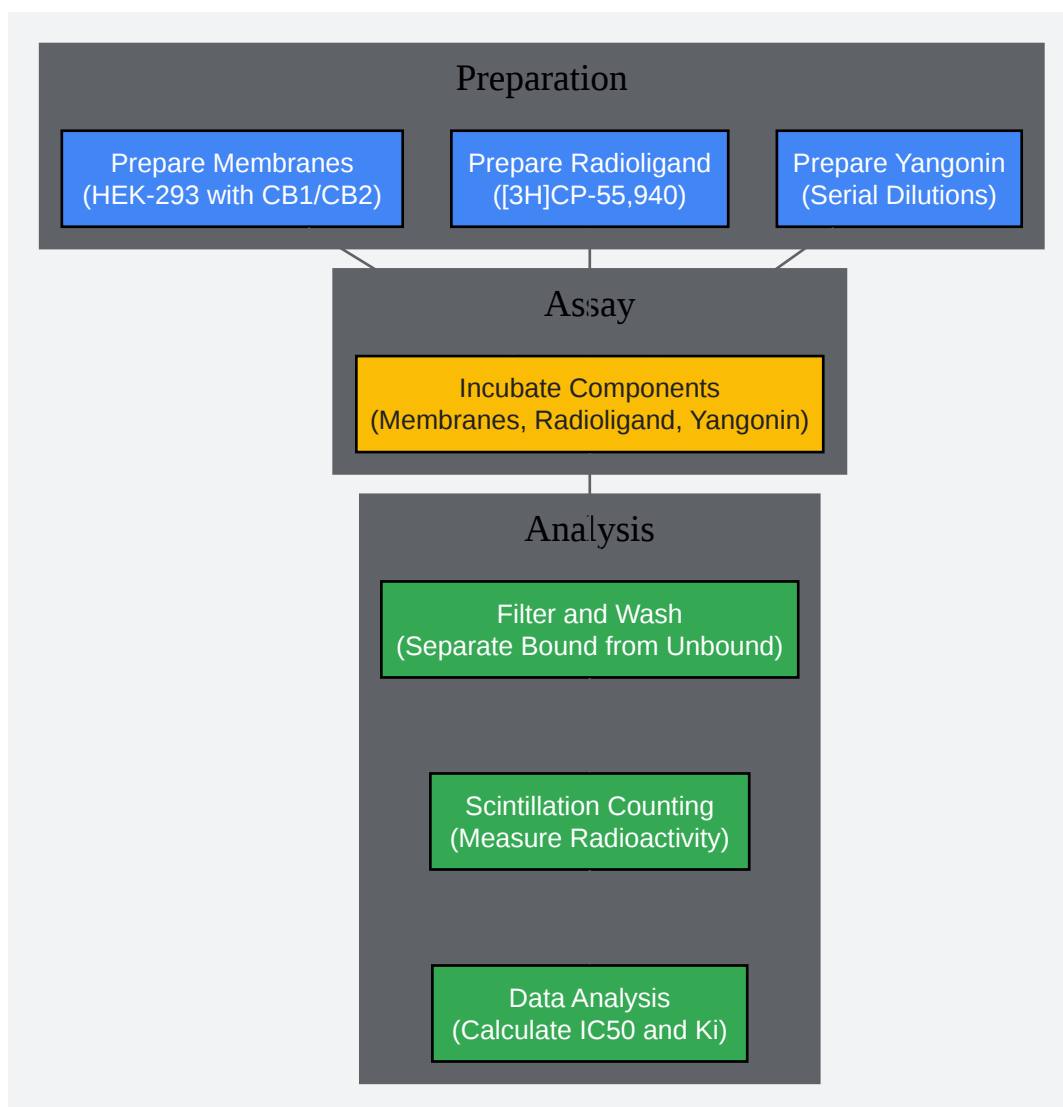 Preparation
Prepare Membranes
(HEK-293 with CB1/CB2)
Prepare Radioligand
([3H]CP-55,940)
Prepare Yangonin
(Serial Dilutions)
Assay
Incubate Components
(Membranes, Radioligand, Yangonin)
Analysis
Filter and Wash
(Separate Bound from Unbound)
Scintillation Counting
(Measure Radioactivity)
Data Analysis
(Calculate IC50 and Ki)